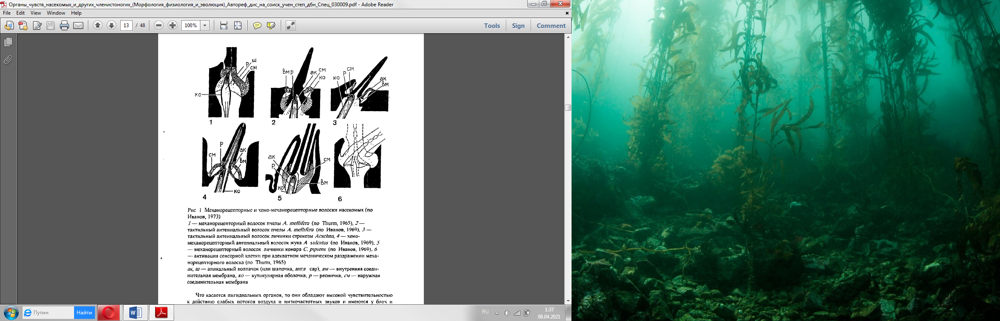 Органы_чувств_насекомых_и_других_членистоногих_(Морфология_физиология_и_эволюция)_Автореф_дис_на_соиск_учен_степ_дбн_Спец_030009.pdf - Adobe Reader
File Edit View Window Help
13 / 48 100% Tools Sign Comment
р ш см
ко
1
вм р ак см ко
2
ко р см ак вм
3
см р ак вм
ко
4
ак р см
ко вм
5
6
Рис 1 Механорецепторные и хемо-механорецепторные волоски насекомых (по
Иванов, 1973)
1 — механорецепторный волосок пчелы A. mellifera (по Thurm, 1965), 2 —
тактильный антеннальный волосок пчелы A. mellifera (по Иванов, 1969), 3 —
тактильный антеннальный волосок личинки стрекозы Aeschna, 4 — хемо-
механорецепторный антеннальный волосок жука A sulcatus (по Иванов, 1969), 5
— механорецепторный волосок личинки комара C. pipiens (по Иванов, 1969), 6
— активация сенсорной клетки при адекватном механическом раздражении меха-
норецепторного волоска (по Thurm, 1965)
ак, ш — апикальный колпачок (или шапочка, англ cap), вм — внутренняя соеди-
нительная мембрана, ко — кутикулярная оболочка, р — ресничка, см — наружная
соединительная мембрана
Что касается пигидиальных органов, то они обладают высокой чувствительностью
к действию слабых потоков воздуха и низкочастотных звуков и имеются у блох и
Путин Найти
RU 1:37
08.04.2021